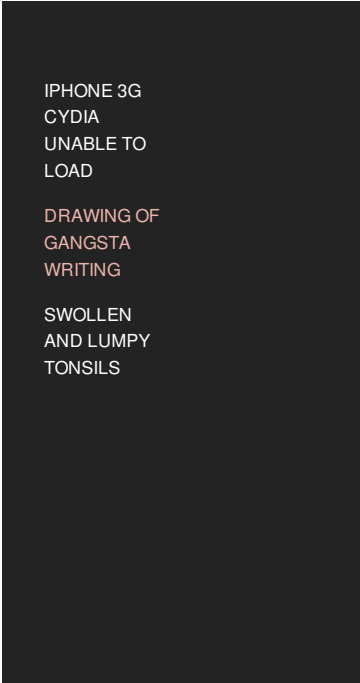 IPHONE 3G
CYDIA
UNABLE TO
LOAD
DRAWING OF
GANGSTA
WRITING
SWOLLEN
AND LUMPY
TONSILS